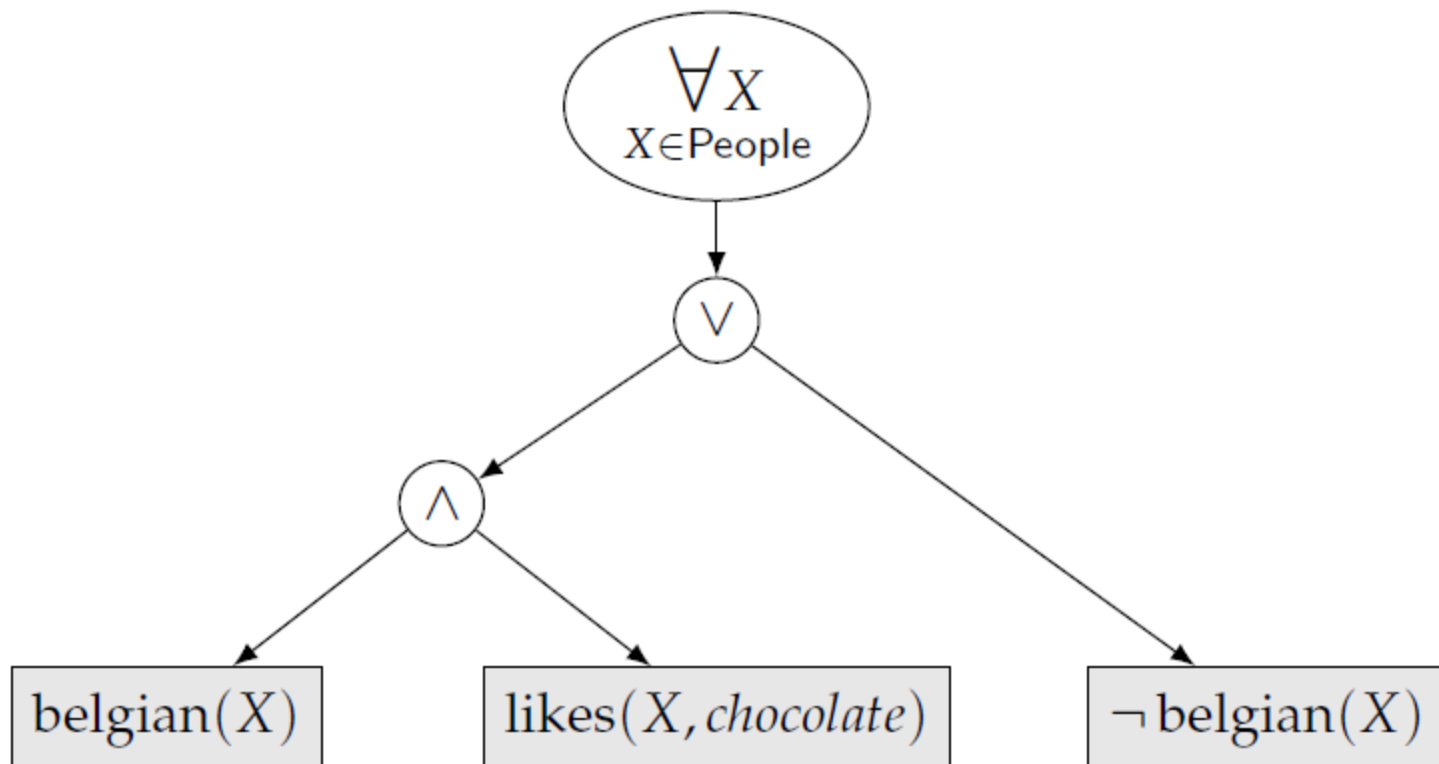 ∀X
X∈People
∨
∧
belgian(X)
likes(X, chocolate)
¬ belgian(X)